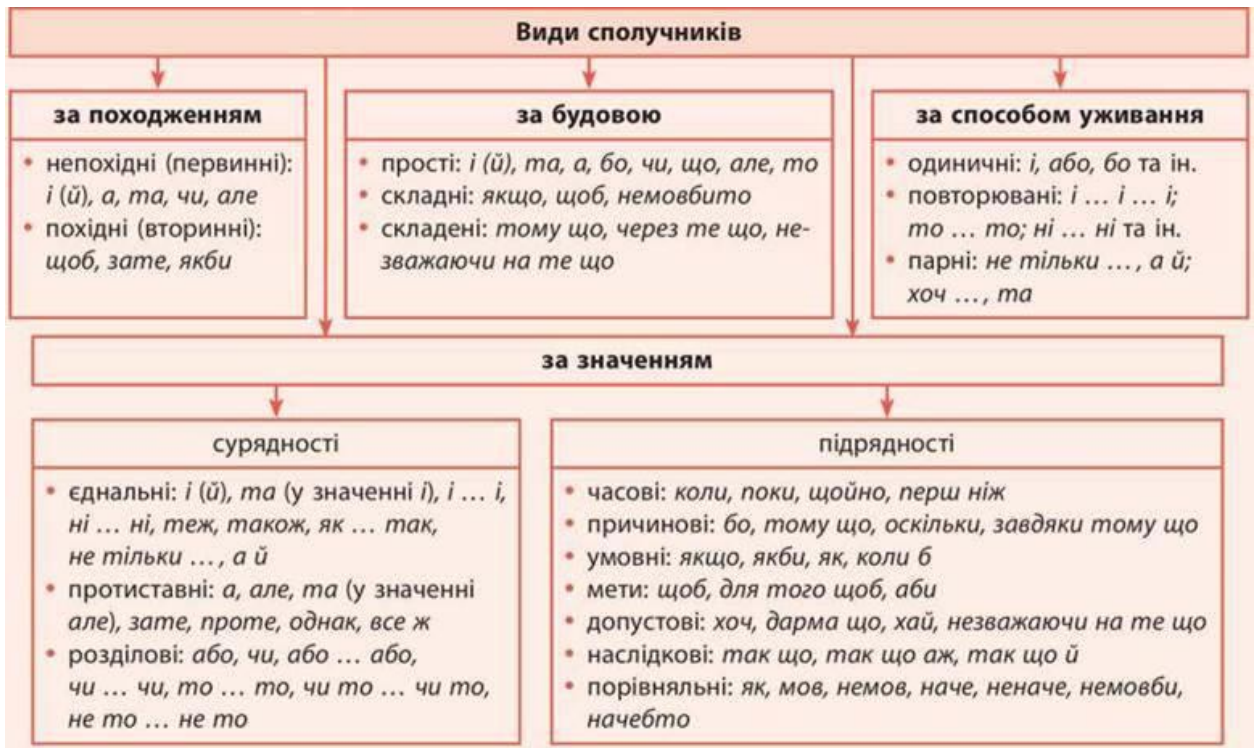 Види сполучників
за походженням
• непохідні (первинні):
і (й), а, та, чи, але
• похідні (вторинні):
щоб, зате, якби
за будовою
• прості: і (й), та, а, бо, чи, що, але, то
• складні: якщо, щоб, немовбито
• складені: тому що, через те що, не-
зважаючи на те що
за способом уживання
• одиничні: і, або, бо та ін.
• повторювані: і ... і ... і;
то ... то; ні ... ні та ін.
• парні: не тільки ..., а й;
хоч ..., та
за значенням
сурядності
• єднальні: і (й), та (у значенні і), і ... і,
ні ... ні, теж, також, як ... так,
не тільки ..., а й
• протиставні: а, але, та (у значенні
але), зате, проте, однак, все ж
• розділові: або, чи, або ... або,
чи ... чи, то ... то, чи то ... чи то,
не то ... не то
підрядності
• часові: коли, поки, щойно, перш ніж
• причинові: бо, тому що, оскільки, завдяки тому що
• умовні: якщо, якби, як, коли б
• мети: щоб, для того щоб, аби
• допустові: хоч, дарма що, хай, незважаючи на те що
• наслідкові: так що, так що аж, так що й
• порівняльні: як, мов, немов, наче, неначе, немовби,
начебто